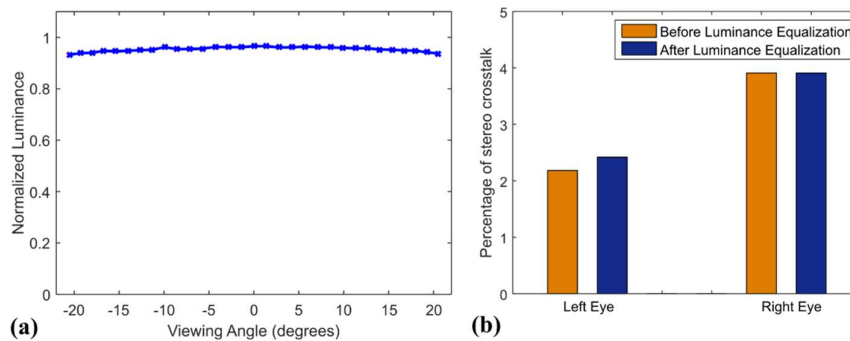 1
0.8
0.6
0.4
0.2
0
Normalized Luminance
-20 -15 -10 -5 0 5 10 15 20
Viewing Angle (degrees)
(a)
5
4
3
2
1
0
Percentage of stereo crosstalk
Before Luminance Equalization
After Luminance Equalization
Left Eye Right Eye
(b)